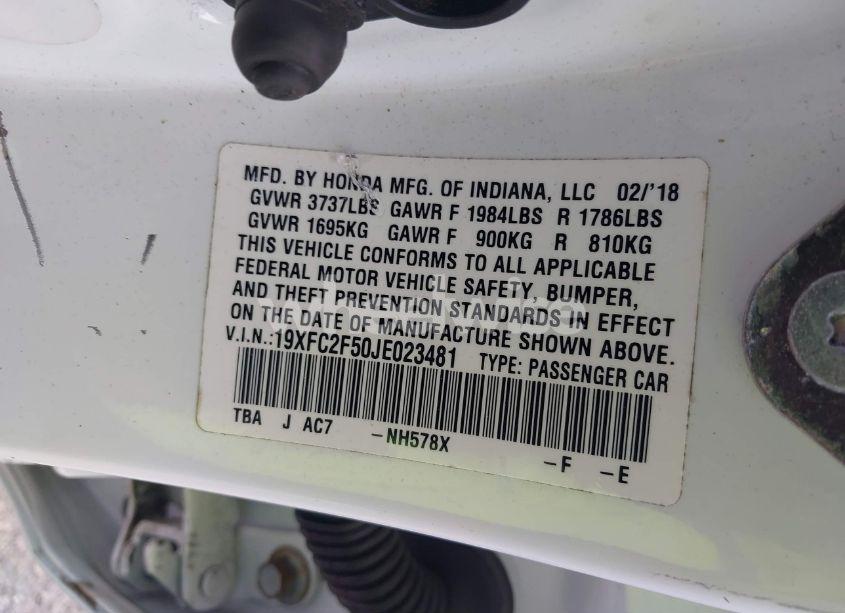 MFD. BY HONDA MFG. OF INDIANA, LLC 02/'18
GVWR 3737LBS GAWR F 1984LBS R 1786LBS
GVWR 1695KG GAWR F 900KG R 810KG
THIS VEHICLE CONFORMS TO ALL APPLICABLE
FEDERAL MOTOR VEHICLE SAFETY, BUMPER,
AND THEFT PREVENTION STANDARDS IN EFFECT
ON THE DATE OF MANUFACTURE SHOWN ABOVE.
V.I.N.:19XFC2F50JE023481 TYPE: PASSENGER CAR
TBA J AC7 -NH578X -F -E